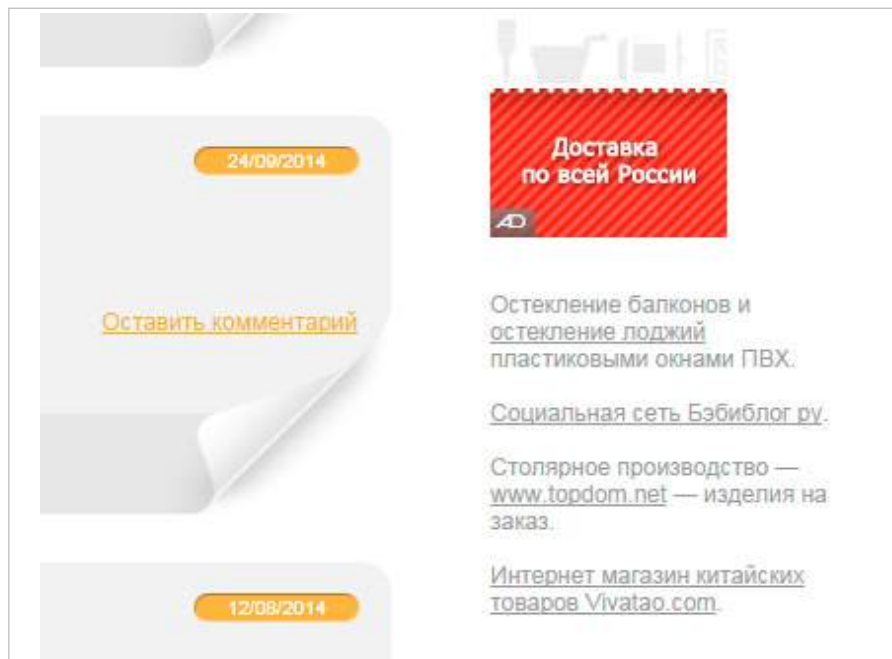 24/09/2014
Оставить комментарий
12/08/2014
Доставка
по всей России
AD
Остекление балконов и
остекление лоджий
пластиковыми окнами ПВХ.
Социальная сеть Бэбиблог ру.
Столярное производство —
www.topdom.net — изделия на
заказ.
Интернет магазин китайских
товаров Vivatao.com.